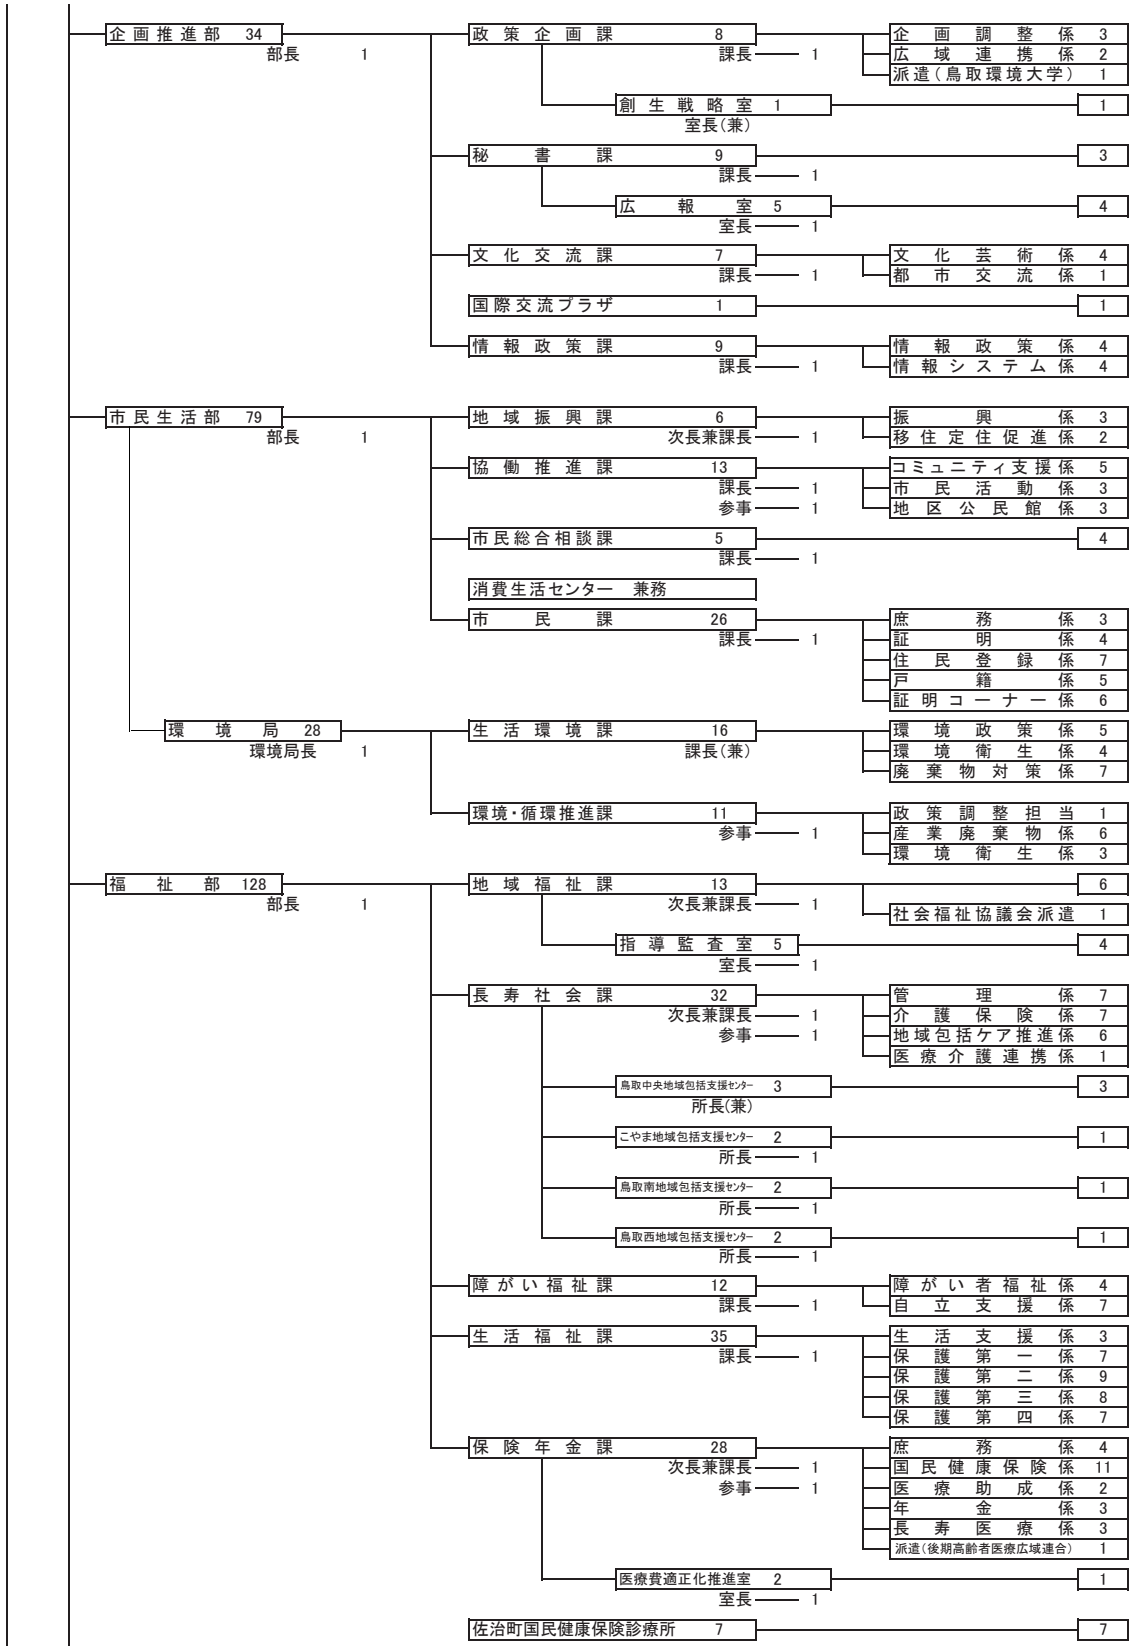 企画推進部 34 政策企画課 8 企画調整係 3
部長 1 課長 1 広域連携係 2
派遣(鳥取環境大学) 1
創生戦略室 1 1
室長(兼)
秘書課 9 3
課長 1
広報室 5 4
室長 1
文化交流課 7 文化芸術係 4
課長 1 都市交流係 1
国際交流プラザ 1 1
情報政策課 9 情報政策係 4
課長 1 情報システム係 4
市民生活部 79 地域振興課 6 振興係 3
部長 1 次長兼課長 1 移住定住促進係 2
協働推進課 13 コミュニティ支援係 5
課長 1 市民活動係 3
参事 1 地区公民館係 3
市民総合相談課 5 4
課長 1
消費生活センター 兼務
市民課 26 庶務係 3
課長 1 証明係 4
住民登録係 7
戸籍係 5
証明コーナー係 6
環境局 28 生活環境課 16 環境政策係 5
環境局長 1 課長(兼) 環境衛生係 4
廃棄物対策係 7
環境・循環推進課 11 政策調整担当 1
参事 1 産業廃棄物係 6
環境衛生係 3
福祉部 128 地域福祉課 13 6
部長 1 次長兼課長 1
社会福祉協議会派遣 1
指導監査室 5 4
室長 1
長寿社会課 32 管理係 7
次長兼課長 1 介護保険係 7
参事 1 地域包括ケア推進係 6
医療介護連携係 1
鳥取中央地域包括支援センター 3 3
所長(兼)
こやま地域包括支援センター 2 1
所長 1
鳥取南地域包括支援センター 2 1
所長 1
鳥取西地域包括支援センター 2 1
所長 1
障がい福祉課 12 障がい者福祉係 4
課長 1 自立支援係 7
生活福祉課 35 生活支援係 3
課長 1 保護第一係 7
保護第二係 9
保護第三係 8
保護第四係 7
保険年金課 28 庶務係 4
次長兼課長 1 国民健康保険係 11
参事 1 医療助成係 2
年金係 3
長寿医療係 3
派遣(後期高齢者医療広域連合) 1
医療費適正化推進室 2 1
室長 1
佐治町国民健康保険診療所 7 7